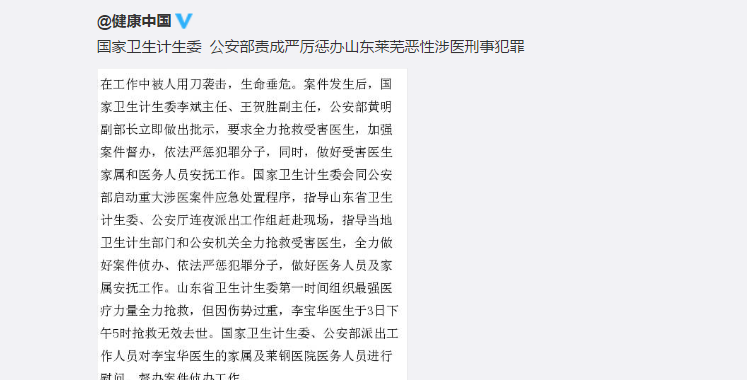 @健康中国
国家卫生计生委 公安部责成严厉惩办山东莱芜恶性涉医刑事犯罪
在工作中被人用刀袭击，生命垂危。案件发生后，国
家卫生计生委李斌主任、王贺胜副主任，公安部黄明
副部长立即做出批示，要求全力抢救受害医生，加强
案件督办，依法严惩犯罪分子，同时，做好受害医生
家属和医务人员安抚工作。国家卫生计生委会同公安
部启动重大涉医案件应急处置程序，指导山东省卫生
计生委、公安厅连夜派出工作组赶赴现场，指导当地
卫生计生部门和公安机关全力抢救受害医生，全力做
好案件侦办、依法严惩犯罪分子，做好医务人员及家
属安抚工作。山东省卫生计生委第一时间组织最强医
疗力量全力抢救，但因伤势过重，李宝华医生于3日下
午5时抢救无效去世。国家卫生计生委、公安部派出工
作人员对李宝华医生的家属及莱钢医院医务人员进行
慰问，督办案件侦办工作